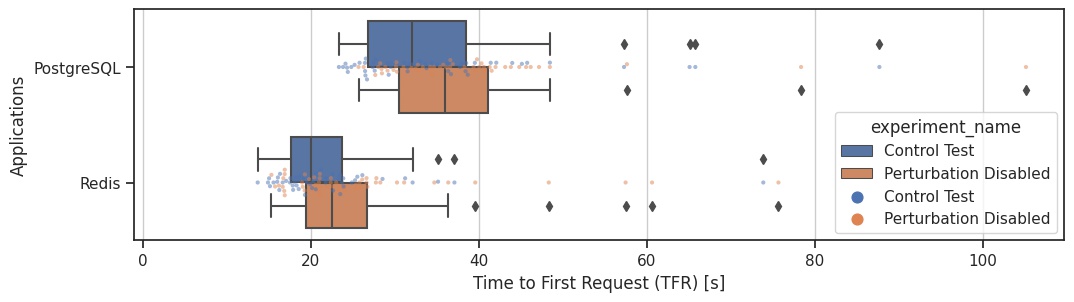 Applications
PostgreSQL
Redis
experiment_name
Control Test
Perturbation Disabled
Control Test
Perturbation Disabled
0 20 40 60 80 100
Time to First Request (TFR) [s]